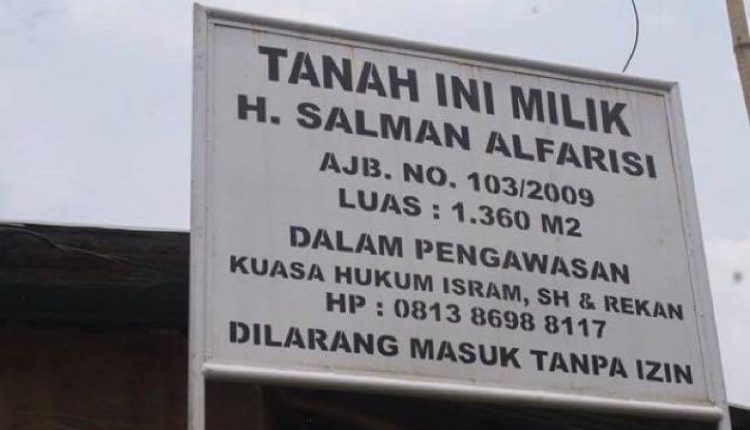 TANAH INI MILIK
H. SALMAN ALFARISI
AJB. NO. 103/2009
LUAS : 1.360 M2
DALAM PENGAWASAN
KUASA HUKUM ISRAM, SH & REKAN
HP : 0813 8698 8117
DILARANG MASUK TANPA IZIN